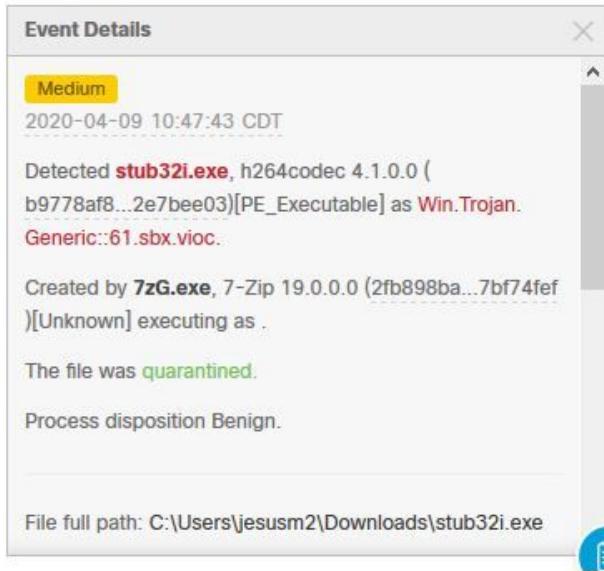 Event Details
Medium
2020-04-09 10:47:43 CDT
Detected stub32i.exe, h264codec 4.1.0.0 (
b9778af8...2e7bee03)[PE_Executable] as Win.Trojan.
Generic::61.sbx.vioc.
Created by 7zG.exe, 7-Zip 19.0.0.0 (2fb898ba...7bf74fef
)[Unknown] executing as .
The file was quarantined.
Process disposition Benign.
File full path: C:\Users\jesusm2\Downloads\stub32i.exe